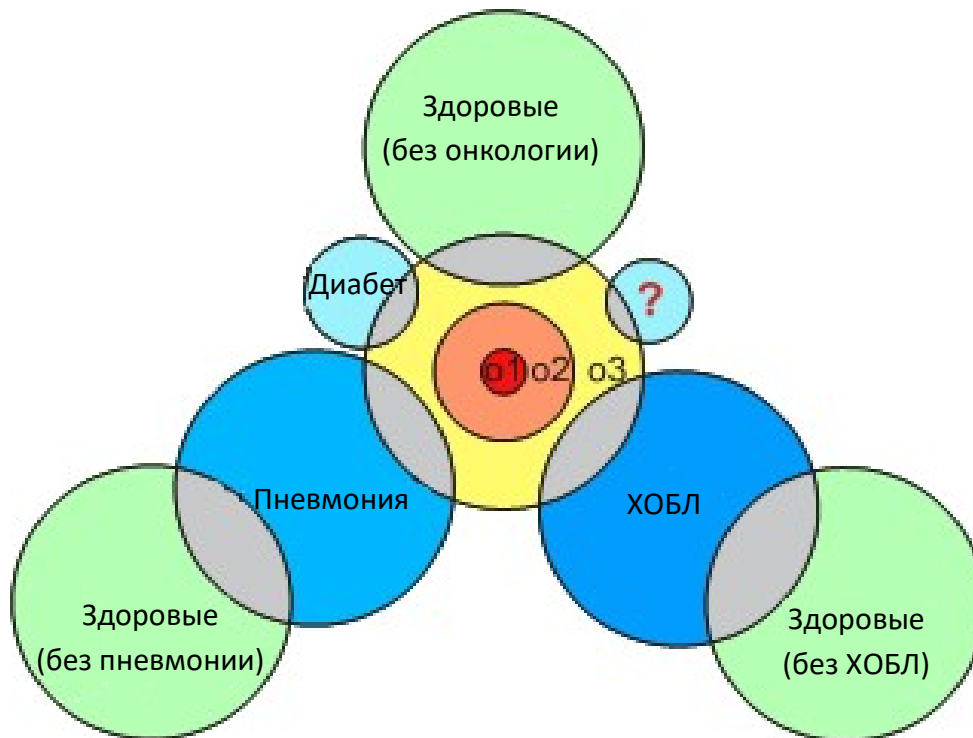 Здоровые
(без онкологии)
Диабет
?
о1 о2 о3
Пневмония
ХОБЛ
Здоровые
(без пневмонии)
Здоровые
(без ХОБЛ)